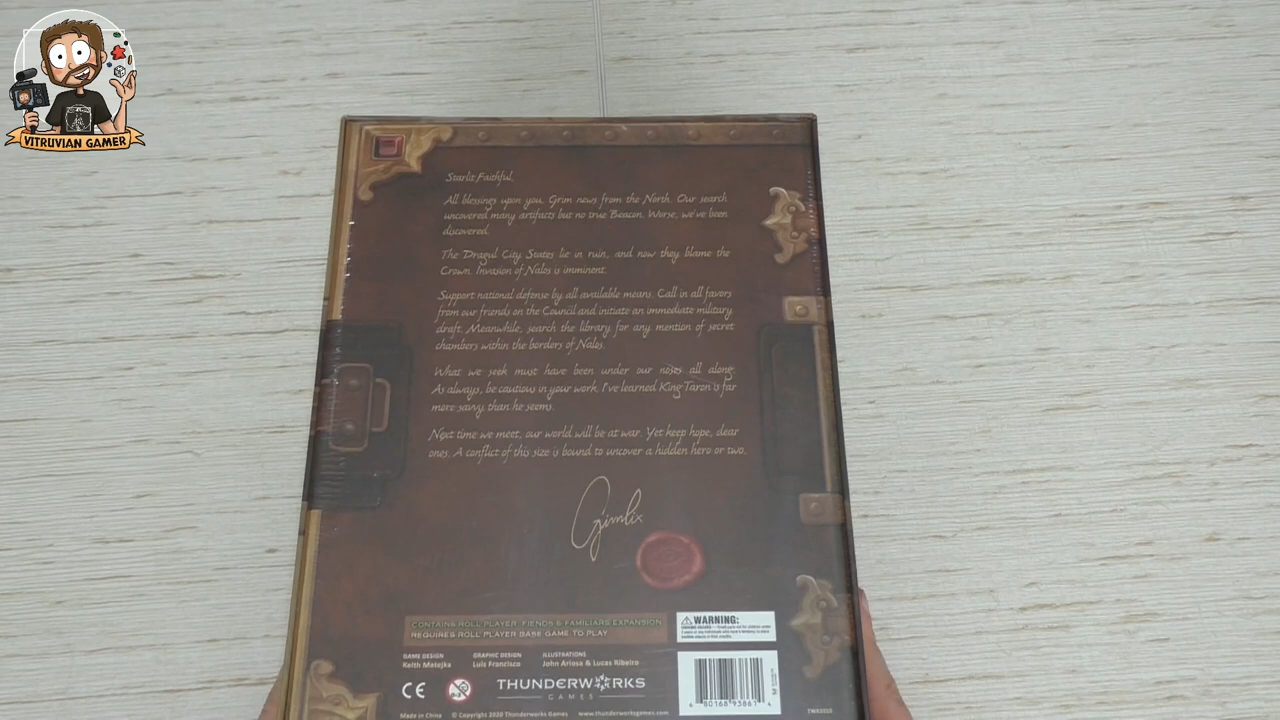 VITRUVIAN GAMER
Starlit Faithful,
All blessings upon you. Grim news from the North. Our search
uncovered many artifacts but no true Beacon. Worse, we've been
discovered.
The Dragul City States lie in ruin, and now they blame the
Crown. Invasion of Nalos is imminent.
Support national defense by all available means. Call in all favors
from our friends on the Council and initiate an immediate military
draft. Meanwhile, search the library for any mention of secret
chambers within the borders of Nalos.
What we seek must have been under our noses all along.
As always, be cautious in your work. I've learned King Taron is far
more savvy than he seems.
Next time we meet, our world will be at war. Yet keep hope, dear
ones. A conflict of this size is bound to uncover a hidden hero or two.
Gimlix
CONTAINS ROLL PLAYER: FIENDS & FAMILIARS EXPANSION
REQUIRES ROLL PLAYER BASE GAME TO PLAY
WARNING:
GAME DESIGN
Keith Matejka
GRAPHIC DESIGN
Luis Francisco
ILLUSTRATIONS
John Ariosa & Lucas Ribeiro
CE
0-3
THUNDERWORKS
GAMES
6 80168 93861 4
Made in China © Copyright 2020 Thunderworks Games www.thunderworksgames.com